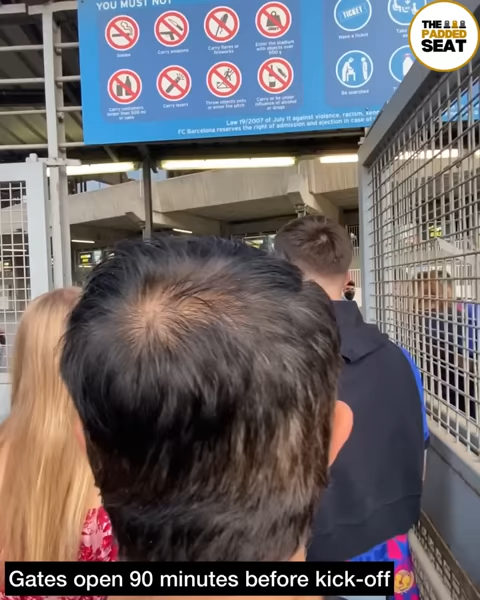 YOU MUST NOT
Smoke
Carry weapons
Carry flares or
fireworks
Enter the stadium
with objects over
500 g
Carry containers
larger than 500 ml
or cans
Carry lasers
Throw objects onto
or enter the pitch
Carry or be under
influence of alcohol
or drugs
TICKET
Have a ticket
Be searched
Law 19/2007 of July 11 against violence, racism,
FC Barcelona reserves the right of admission and ejection in case of
THE
PADDED
SEAT
Gates open 90 minutes before kick-off